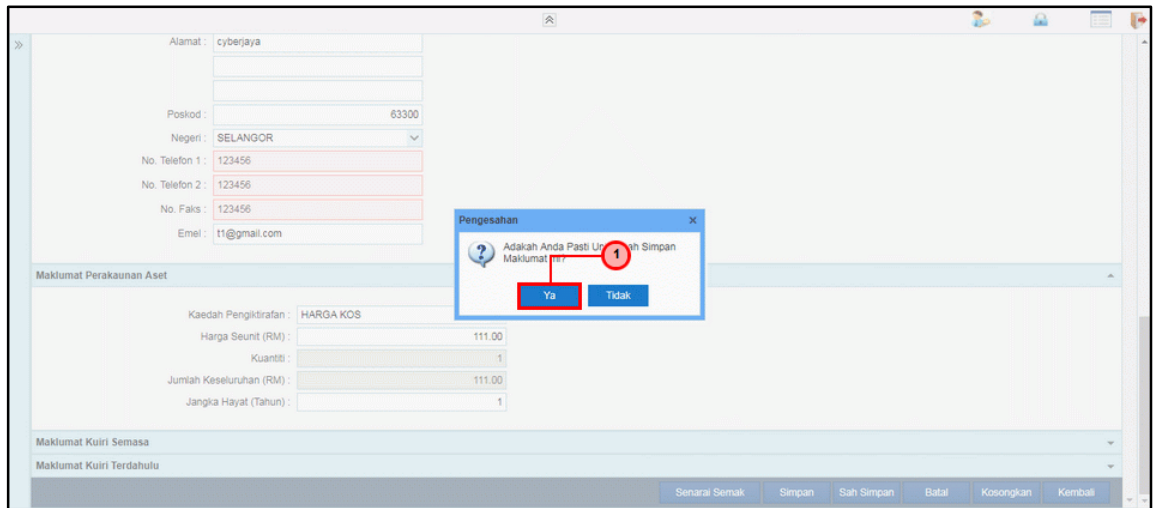 Alamat : cyberjaya
Poskod : 63300
Negeri : SELANGOR
No. Telefon 1 : 123456
No. Telefon 2 : 123456
No. Faks : 123456
Emel : t1@gmail.com
Pengesahan x
Adakah Anda Pasti ah Simpan
Maklumat
1
Ya Tidak
Maklumat Perakaunan Aset
Kaedah Pengiktirafan : HARGA KOS
Harga Seunit (RM) : 111.00
Kuantiti : 1
Jumlah Keseluruhan (RM) : 111.00
Jangka Hayat (Tahun) : 1
Maklumat Kuiri Semasa
Maklumat Kuiri Terdahulu
Senarai Semak Simpan Sah Simpan Batal Kosongkan Kembali